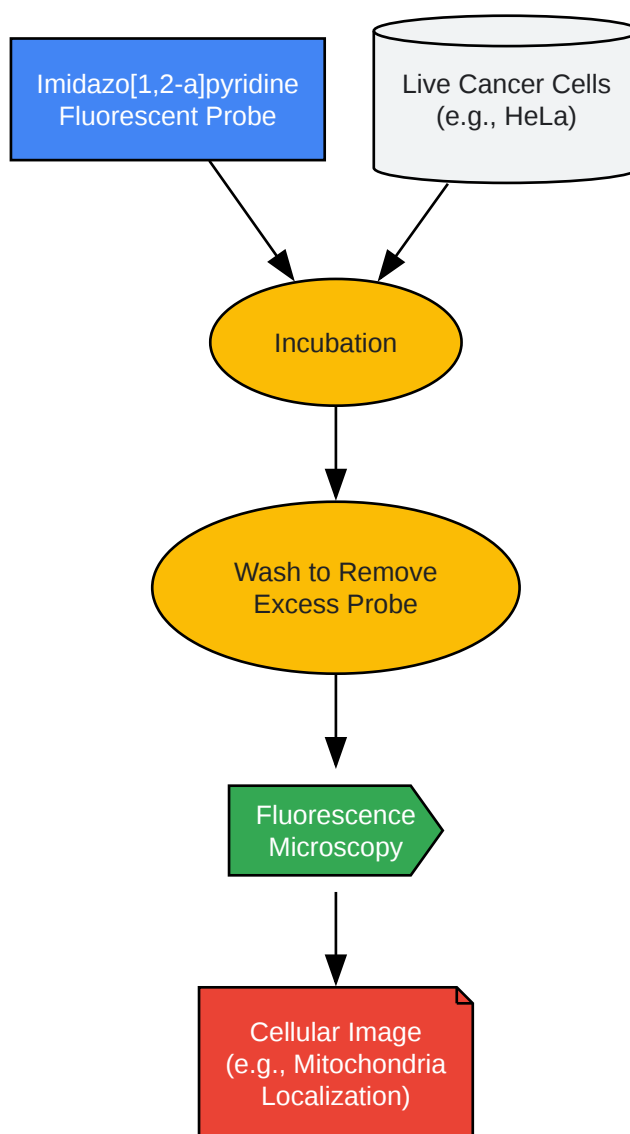 Imidazo[1,2-a]pyridine
Fluorescent Probe
Live Cancer Cells
(e.g., HeLa)
Incubation
Wash to Remove
Excess Probe
Fluorescence
Microscopy
Cellular Image
(e.g., Mitochondria
Localization)